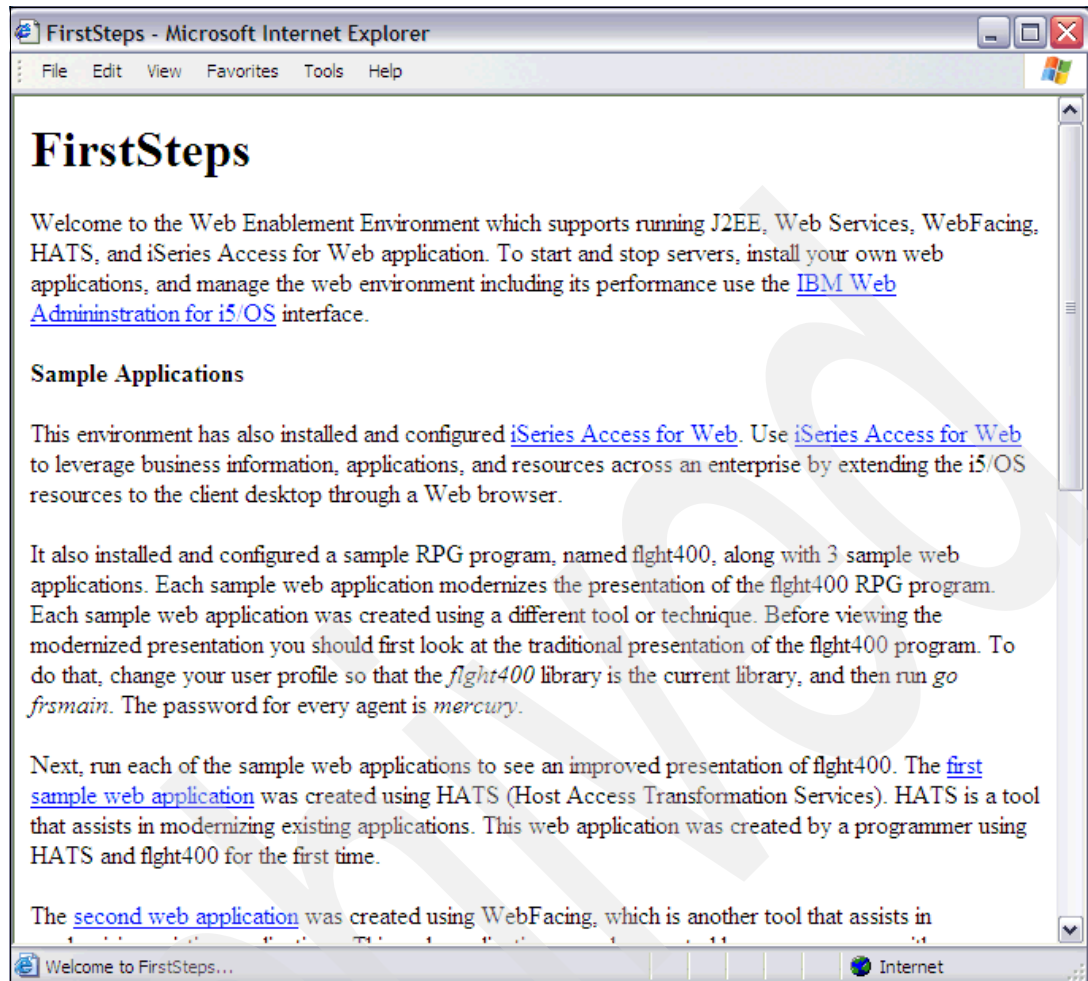 FirstSteps - Microsoft Internet Explorer
File Edit View Favorites Tools Help
FirstSteps
Welcome to the Web Enablement Environment which supports running J2EE, Web Services, WebFacing,
HATS, and iSeries Access for Web application. To start and stop servers, install your own web
applications, and manage the web environment including its performance use the IBM Web
Admininstration for i5/OS interface.
Sample Applications
This environment has also installed and configured iSeries Access for Web. Use iSeries Access for Web
to leverage business information, applications, and resources across an enterprise by extending the i5/OS
resources to the client desktop through a Web browser.
It also installed and configured a sample RPG program, named flght400, along with 3 sample web
applications. Each sample web application modernizes the presentation of the flght400 RPG program.
Each sample web application was created using a different tool or technique. Before viewing the
modernized presentation you should first look at the traditional presentation of the flght400 program. To
do that, change your user profile so that the flght400 library is the current library, and then run go
frsmain. The password for every agent is mercury.
Next, run each of the sample web applications to see an improved presentation of flght400. The first
sample web application was created using HATS (Host Access Transformation Services). HATS is a tool
that assists in modernizing existing applications. This web application was created by a programmer using
HATS and flght400 for the first time.
The second web application was created using WebFacing, which is another tool that assists in
Welcome to FirstSteps...
Internet